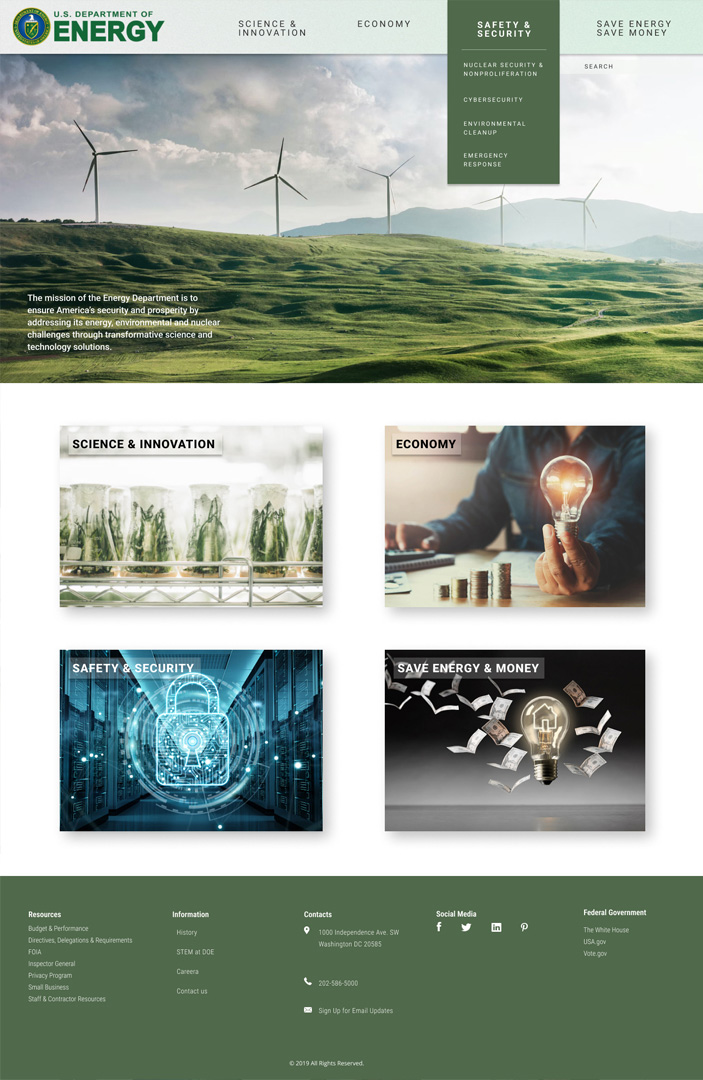 U.S. DEPARTMENT OF
ENERGY
SCIENCE &
INNOVATION
ECONOMY
SAFETY &
SECURITY
SAVE ENERGY
SAVE MONEY
NUCLEAR SECURITY &
NONPROLIFERATION
CYBERSECURITY
ENVIRONMENTAL
CLEANUP
EMERGENCY
RESPONSE
SEARCH
The mission of the Energy Department is to
ensure America's security and prosperity by
addressing its energy, environmental and nuclear
challenges through transformative science and
technology solutions.
SCIENCE & INNOVATION
ECONOMY
SAFETY & SECURITY
SAVE ENERGY & MONEY
Resources
Budget & Performance
Directives, Delegations & Requirements
FOIA
Inspector General
Privacy Program
Small Business
Staff & Contractor Resources
Information
History
STEM at DOE
Careera
Contact us
Contacts
1000 Independence Ave. SW
Washington DC 20585
202-586-5000
Sign Up for Email Updates
Social Media
Federal Government
The White House
USA.gov
Vote.gov
© 2019 All Rights Reserved.